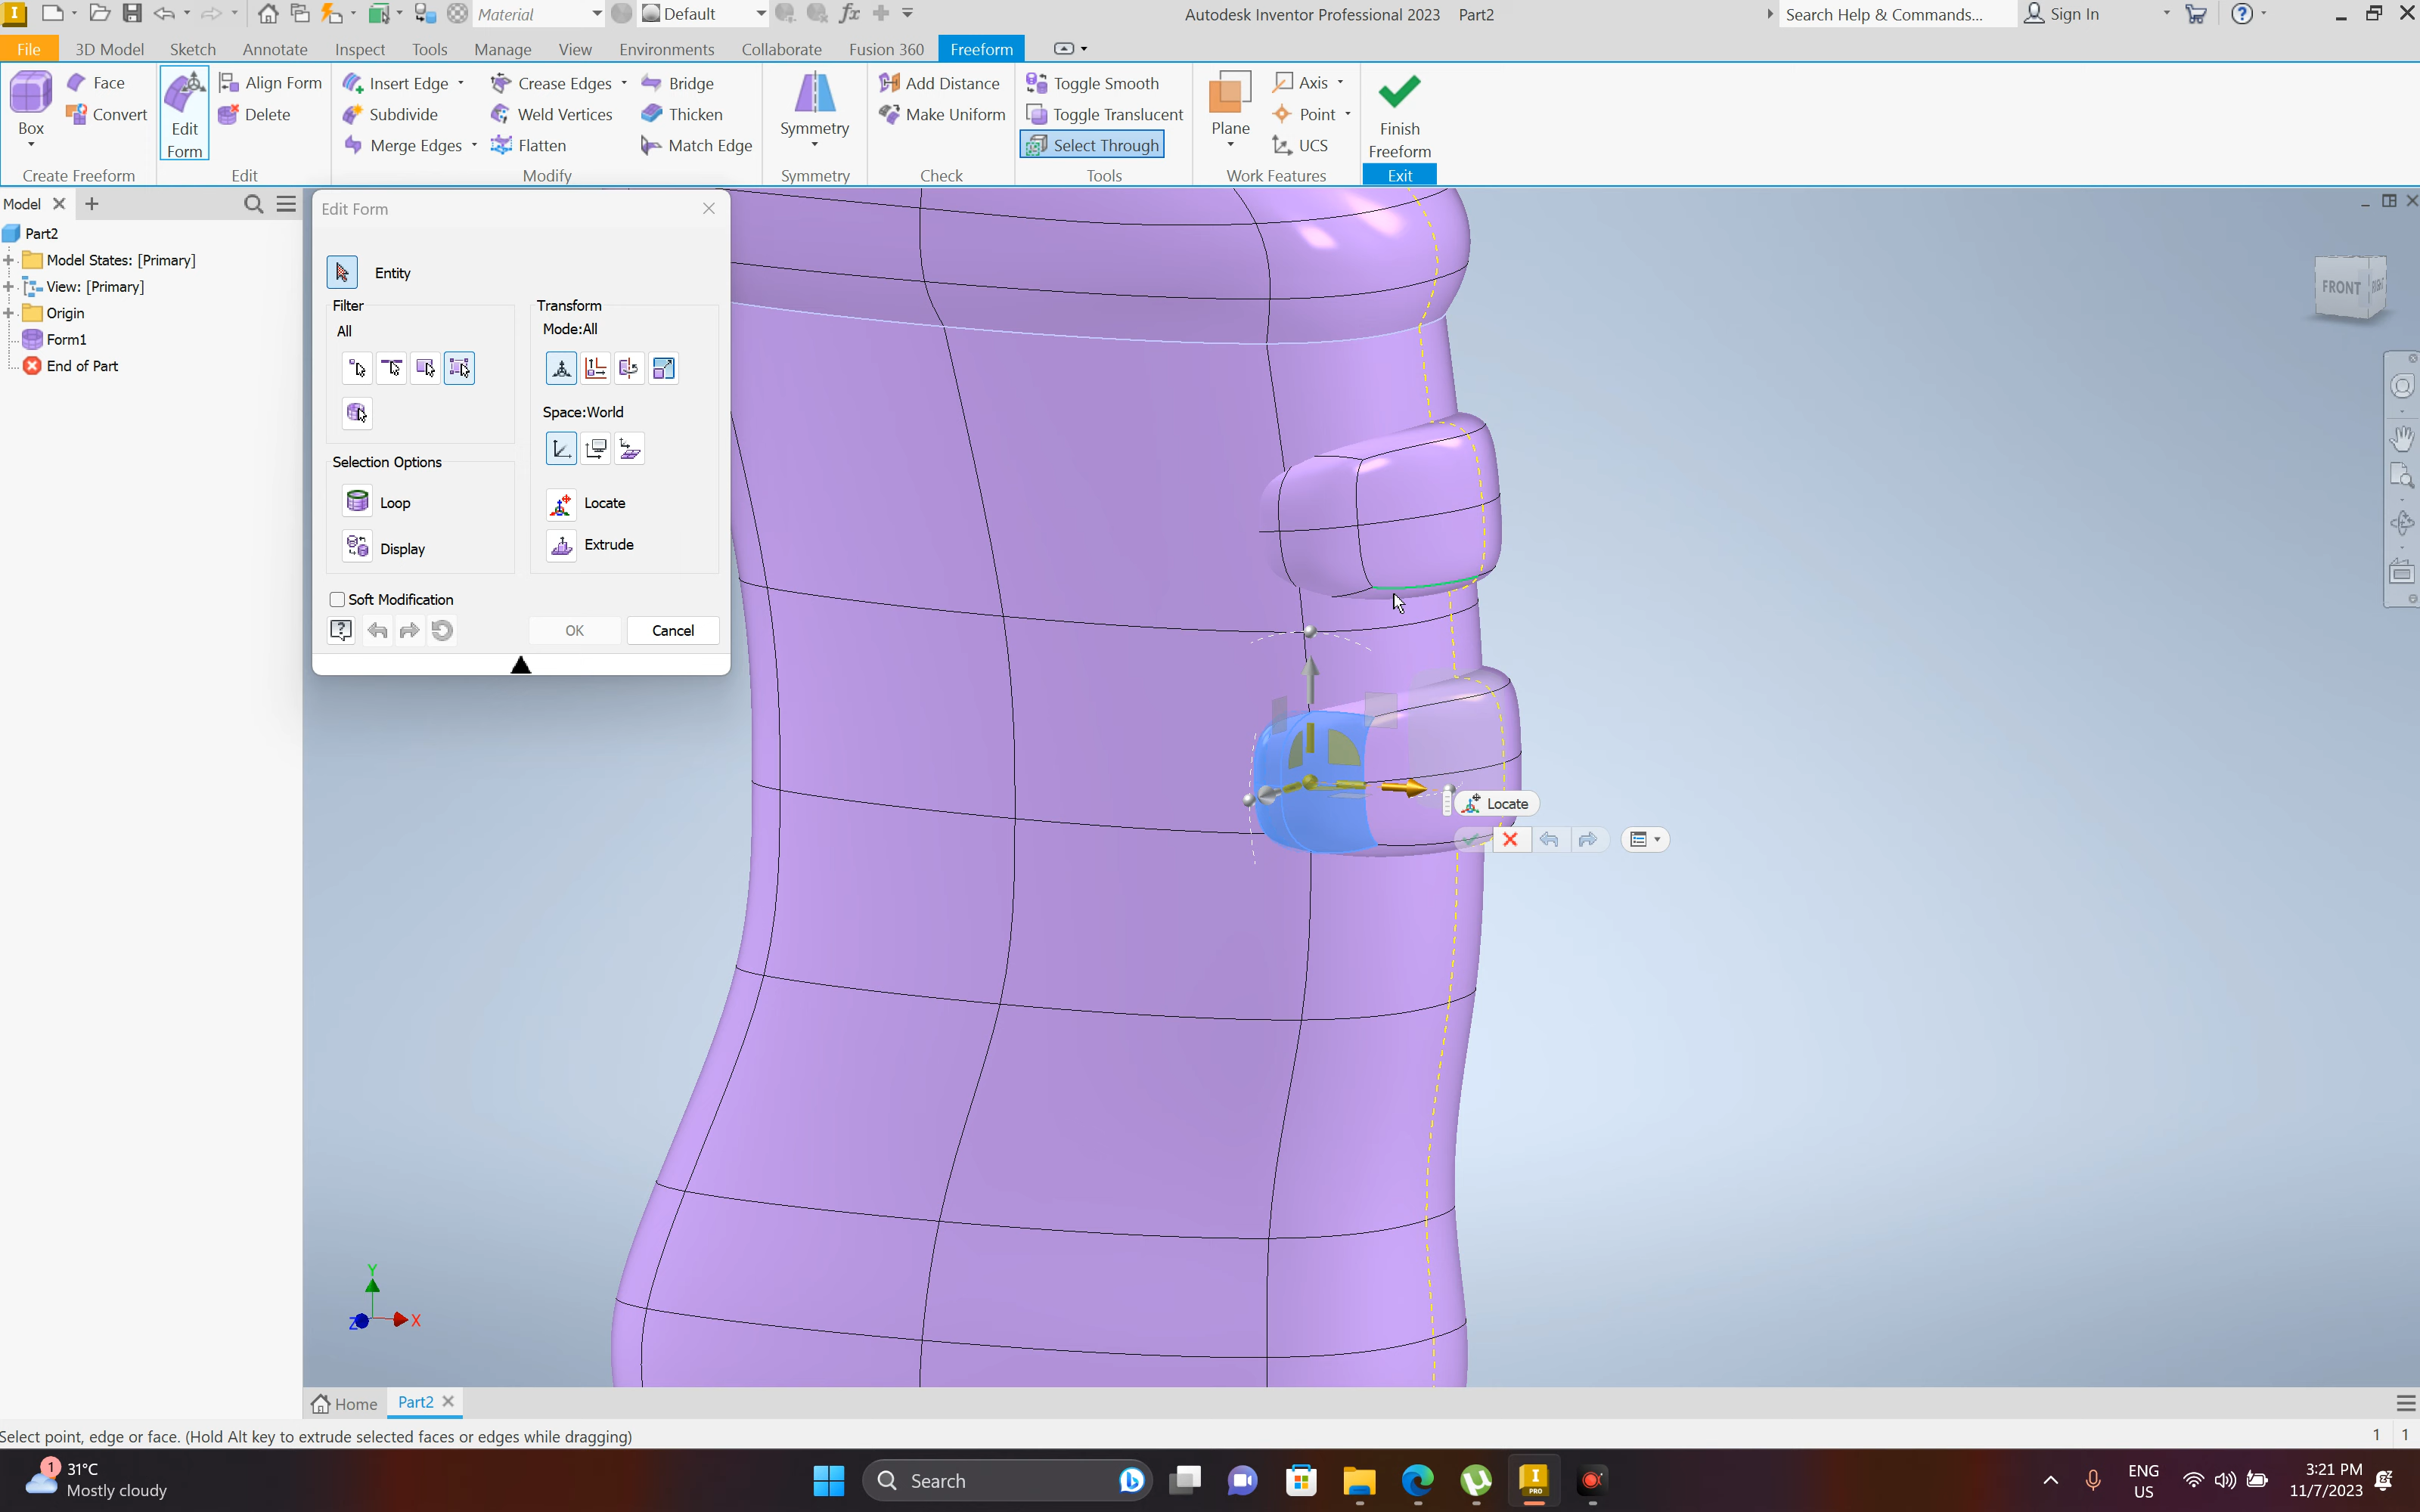 Material
Default
Autodesk Inventor Professional 2023 Part2
Search Help & Commands...
Sign In
File
3D Model
Sketch
Annotate
Inspect
Tools
Manage
View
Environments
Collaborate
Fusion 360
Freeform
Box
Face
Convert
Create Freeform
Edit
Form
Align Form
Delete
Edit
Insert Edge
Subdivide
Merge Edges
Crease Edges
Weld Vertices
Flatten
Bridge
Thicken
Match Edge
Modify
Symmetry
Symmetry
Add Distance
Make Uniform
Check
Toggle Smooth
Toggle Translucent
Select Through
Tools
Plane
Axis
Point
UCS
Work Features
Finish
Freeform
Exit
Model
Part2
Model States: [Primary]
View: [Primary]
Origin
Form1
End of Part
Edit Form
Entity
Filter
All
Transform
Mode:All
Space:World
Selection Options
Loop
Display
Locate
Extrude
Soft Modification
OK
Cancel
FRONT
RIGHT
Locate
Y
Z
X
Home
Part2
Select point, edge or face. (Hold Alt key to extrude selected faces or edges while dragging)
1 1
1
31°C
Mostly cloudy
Search
PRO
ENG
US
3:21 PM
11/7/2023